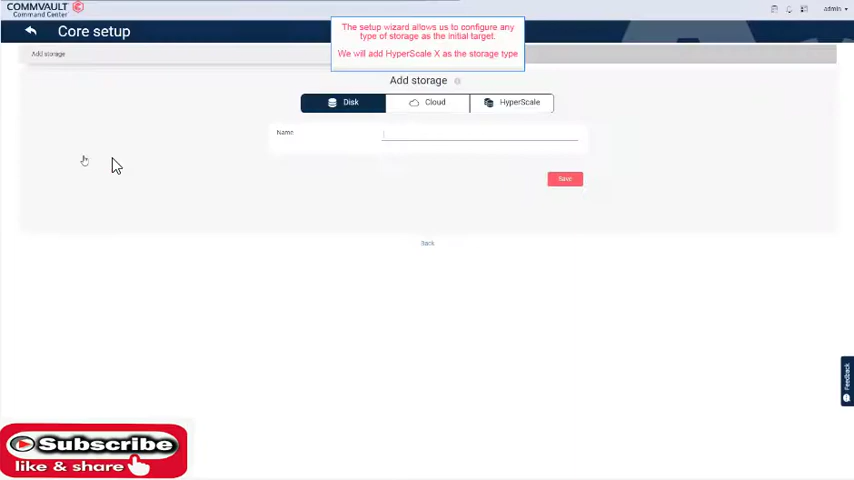 COMMVAULT
Command Center
admin
Core setup
The setup wizard allows us to configure any
type of storage as the initial target.
We will add HyperScale X as the storage type
Add storage
Add storage
Disk
Cloud
HyperScale
Name
Save
Back
Feedback
Subscribe
like & share